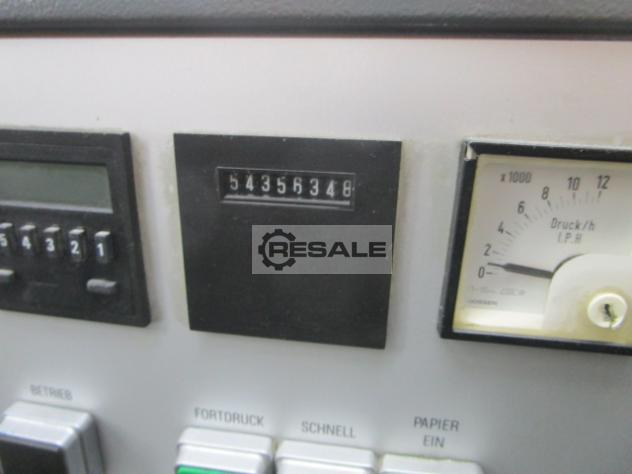 54356348
x 1000
0 2 4 6 8 10 12
Druck/h
I.P.H
5 4 3 2 1
RESALE
BETRIEB
FORTDRUCK
SCHNELL
PAPIER
EIN